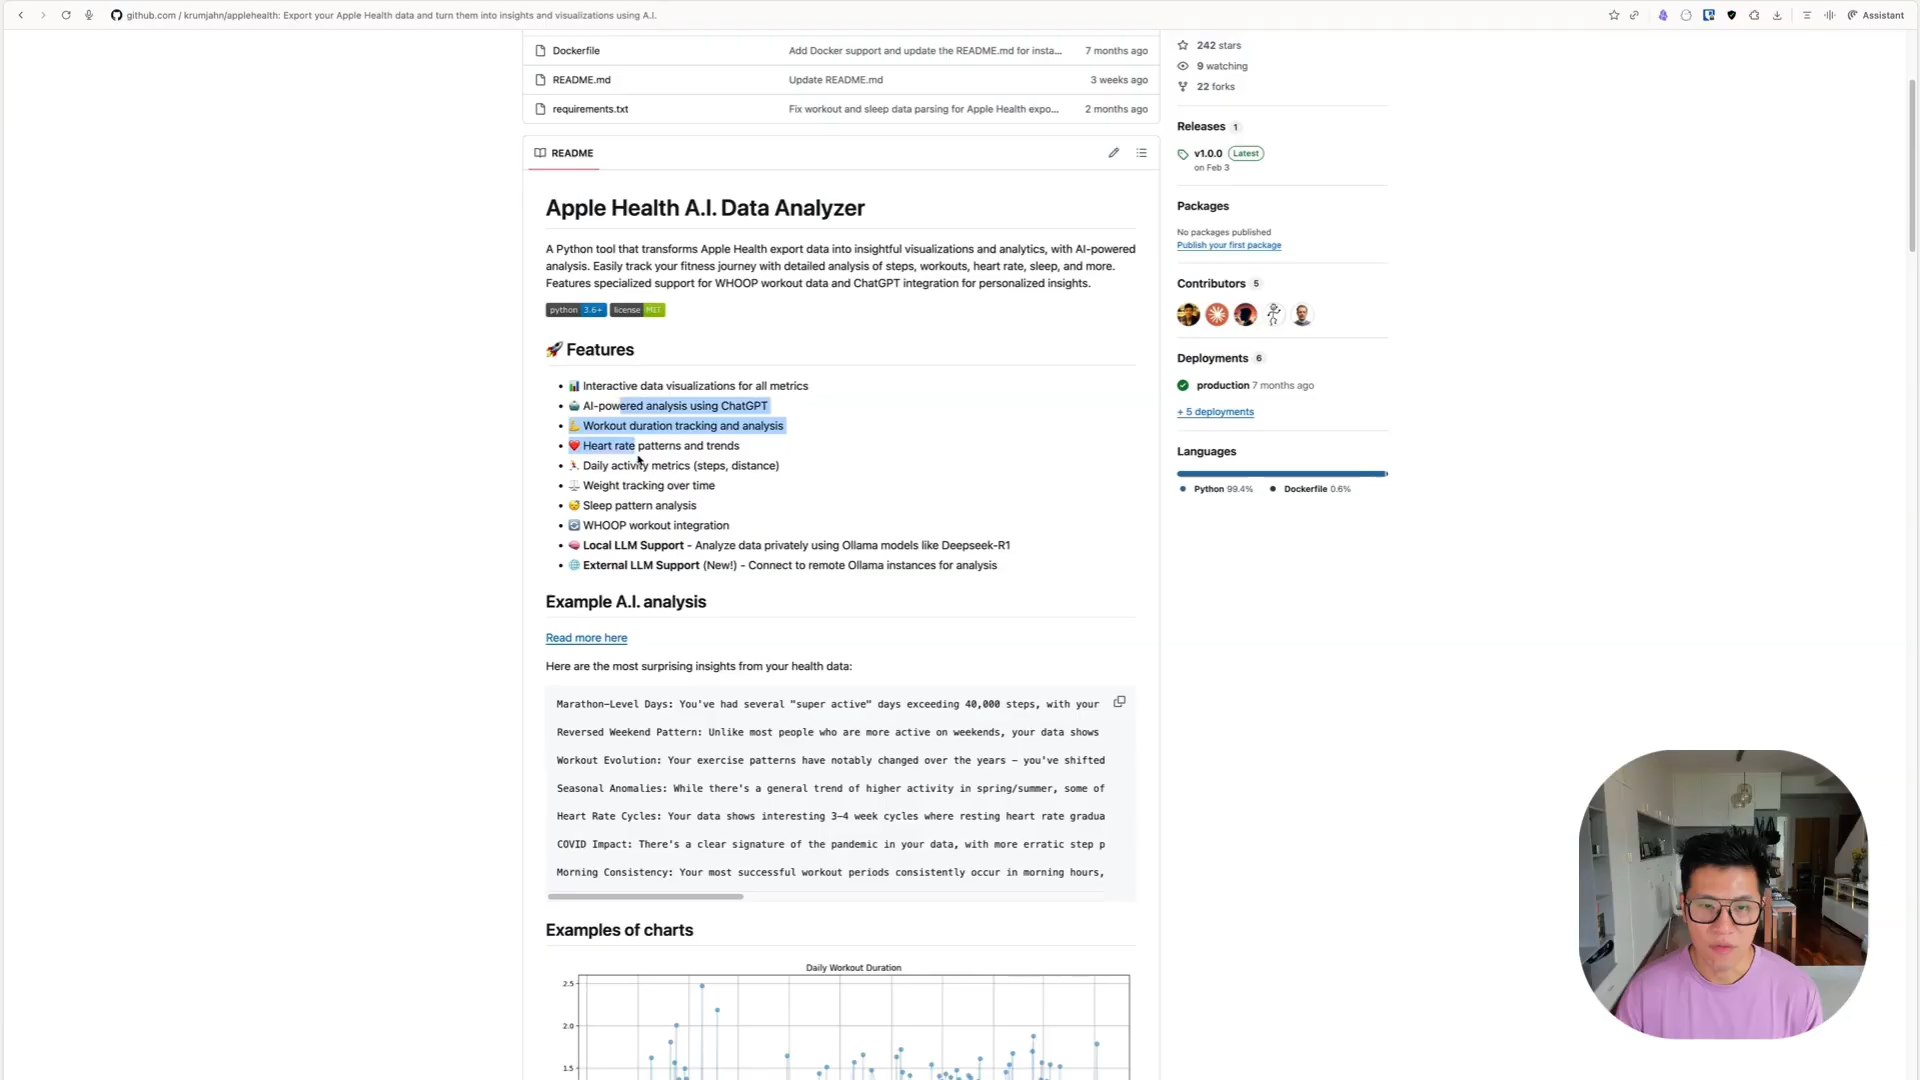 github.com / krumjahn/applehealth: Export your Apple Health data and turn them into insights and visualizations using A.I.
Assistant
Dockerfile Add Docker support and update the README.md for insta... 7 months ago
README.md Update README.md 3 weeks ago
requirements.txt Fix workout and sleep data parsing for Apple Health expo... 2 months ago
README
Apple Health A.I. Data Analyzer
A Python tool that transforms Apple Health export data into insightful visualizations and analytics, with AI-powered
analysis. Easily track your fitness journey with detailed analysis of steps, workouts, heart rate, sleep, and more.
Features specialized support for WHOOP workout data and ChatGPT integration for personalized insights.
python 3.6+ license MIT
🚀 Features
• 📊 Interactive data visualizations for all metrics
• 🤖 AI-powered analysis using ChatGPT
• 💪 Workout duration tracking and analysis
• ❤️ Heart rate patterns and trends
• 🏃 Daily activity metrics (steps, distance)
• ⚖️ Weight tracking over time
• 😴 Sleep pattern analysis
• 🔄 WHOOP workout integration
• 🧠 Local LLM Support - Analyze data privately using Ollama models like Deepseek-R1
• 🌐 External LLM Support (New!) - Connect to remote Ollama instances for analysis
Example A.I. analysis
Read more here
Here are the most surprising insights from your health data:
Marathon-Level Days: You've had several "super active" days exceeding 40,000 steps, with your
Reversed Weekend Pattern: Unlike most people who are more active on weekends, your data shows
Workout Evolution: Your exercise patterns have notably changed over the years – you've shifted
Seasonal Anomalies: While there's a general trend of higher activity in spring/summer, some of
Heart Rate Cycles: Your data shows interesting 3–4 week cycles where resting heart rate gradua
COVID Impact: There's a clear signature of the pandemic in your data, with more erratic step p
Morning Consistency: Your most successful workout periods consistently occur in morning hours,
Examples of charts
Daily Workout Duration
2.5
2.0
1.5
242 stars
9 watching
22 forks
Releases 1
v1.0.0 Latest
on Feb 3
Packages
No packages published
Publish your first package
Contributors 5
Deployments 6
production 7 months ago
+ 5 deployments
Languages
Python 99.4% Dockerfile 0.6%